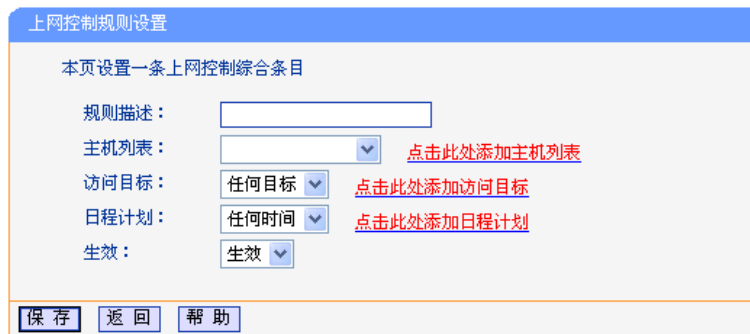 上网控制规则设置
本页设置一条上网控制综合条目
规则描述：
主机列表： 点击此处添加主机列表
访问目标： 任何目标 点击此处添加访问目标
日程计划： 任何时间 点击此处添加日程计划
生效： 生效
保存 返回 帮助